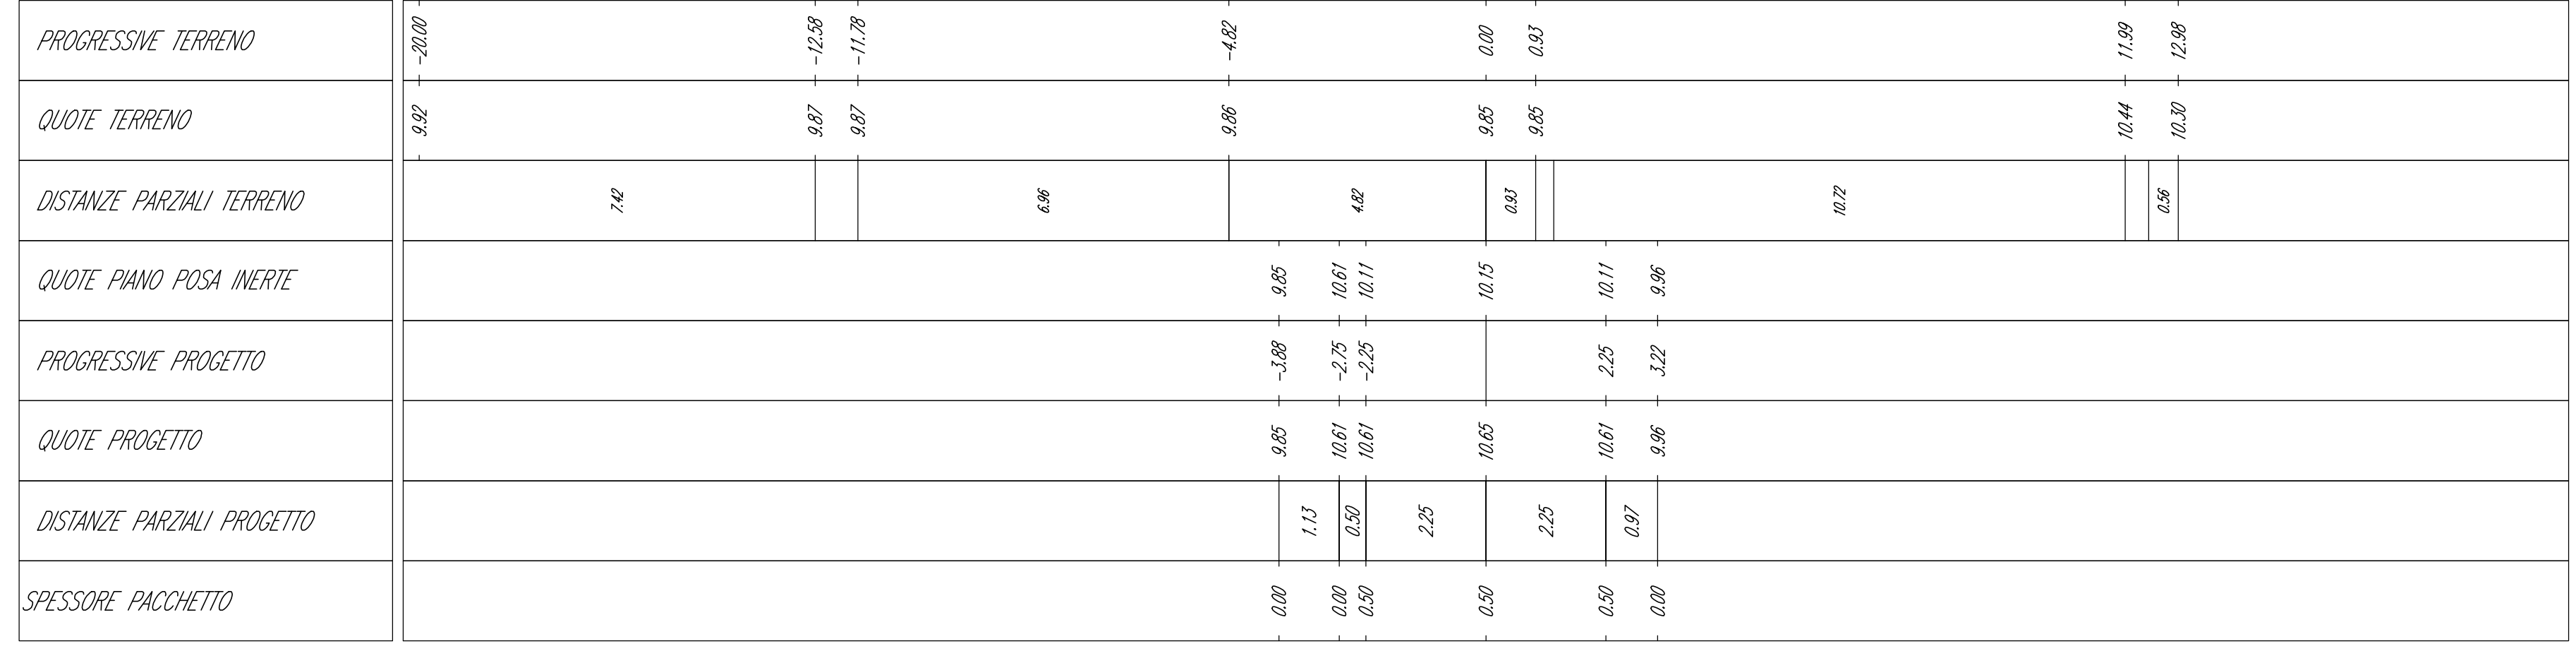 PROGRESSIVE TERRENO -20.00 -12.58 -11.78 -4.82 0.00 0.93 11.99 12.98
QUOTE TERRENO 9.92 9.87 9.87 9.86 9.85 9.85 10.44 10.30
DISTANZE PARZIALI TERRENO 7.42 6.96 4.82 0.93 10.72 0.56
QUOTE PIANO POSA INERTE 9.85 10.61 10.11 10.15 10.11 9.96
PROGRESSIVE PROGETTO -3.88 -2.75 -2.25 2.25 3.22
QUOTE PROGETTO 9.85 10.61 10.61 10.65 10.61 9.96
DISTANZE PARZIALI PROGETTO 1.13 0.50 2.25 2.25 0.97
SPESSORE PACCHETTO 0.00 0.00 0.50 0.50 0.50 0.00